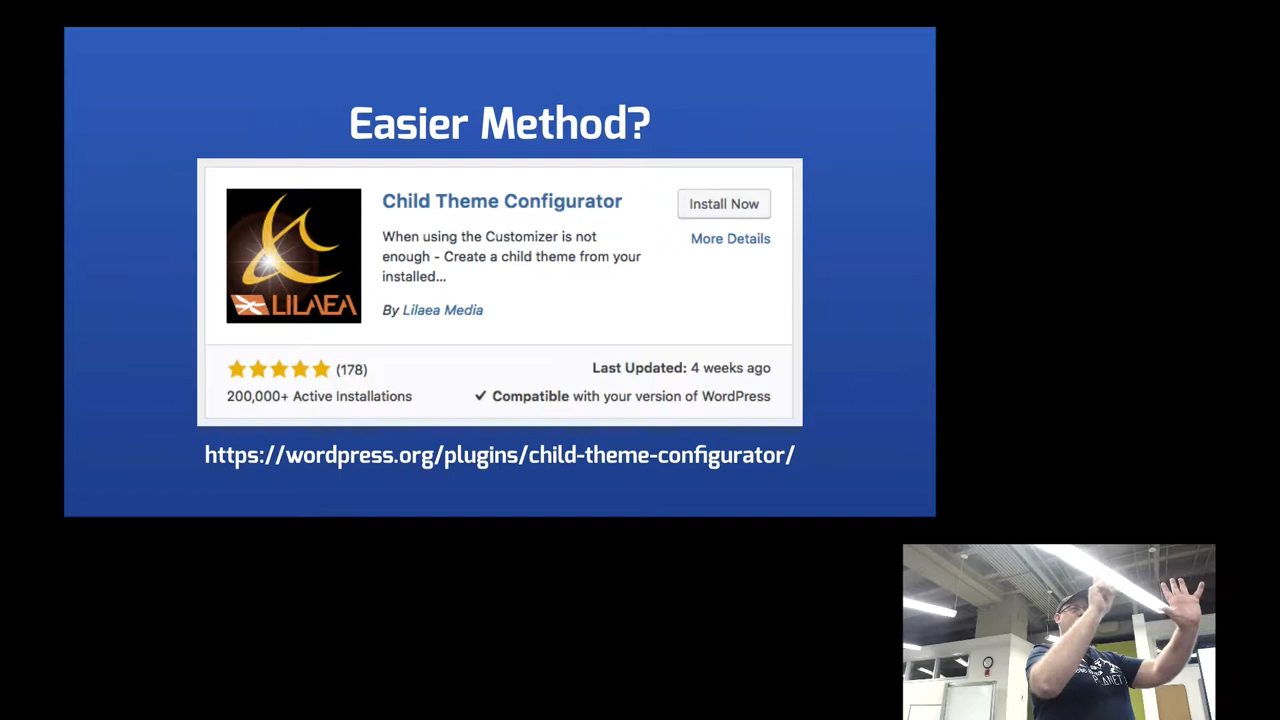 Easier Method?
Child Theme Configurator
Install Now
More Details
When using the Customizer is not
enough - Create a child theme from your
installed...
By Lilaea Media
LILAEA
(178)
Last Updated: 4 weeks ago
200,000+ Active Installations
Compatible with your version of WordPress
https://wordpress.org/plugins/child-theme-configurator/
PLANET